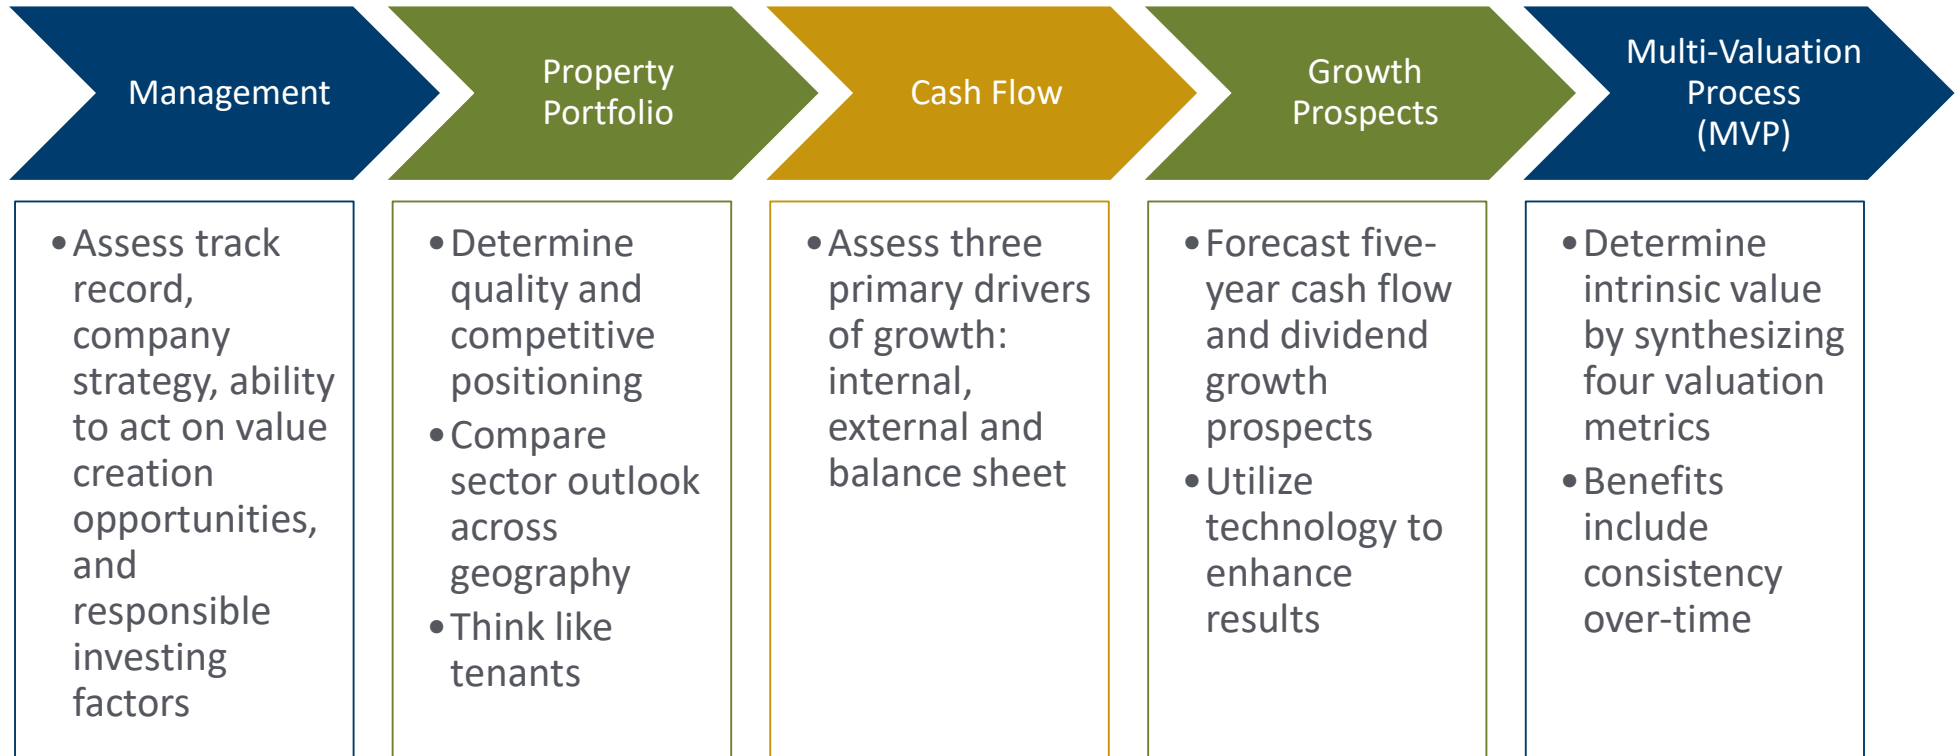 Management
Property
Portfolio
Cash Flow
Growth
Prospects
Multi-Valuation
Process
(MVP)
•Assess track
record,
company
strategy, ability
to act on value
creation
opportunities,
and
responsible
investing
factors
•Determine
quality and
competitive
positioning
•Compare
sector outlook
across
geography
•Think like
tenants
•Assess three
primary drivers
of growth:
internal,
external and
balance sheet
•Forecast five-
year cash flow
and dividend
growth
prospects
•Utilize
technology to
enhance
results
•Determine
intrinsic value
by synthesizing
four valuation
metrics
•Benefits
include
consistency
over-time